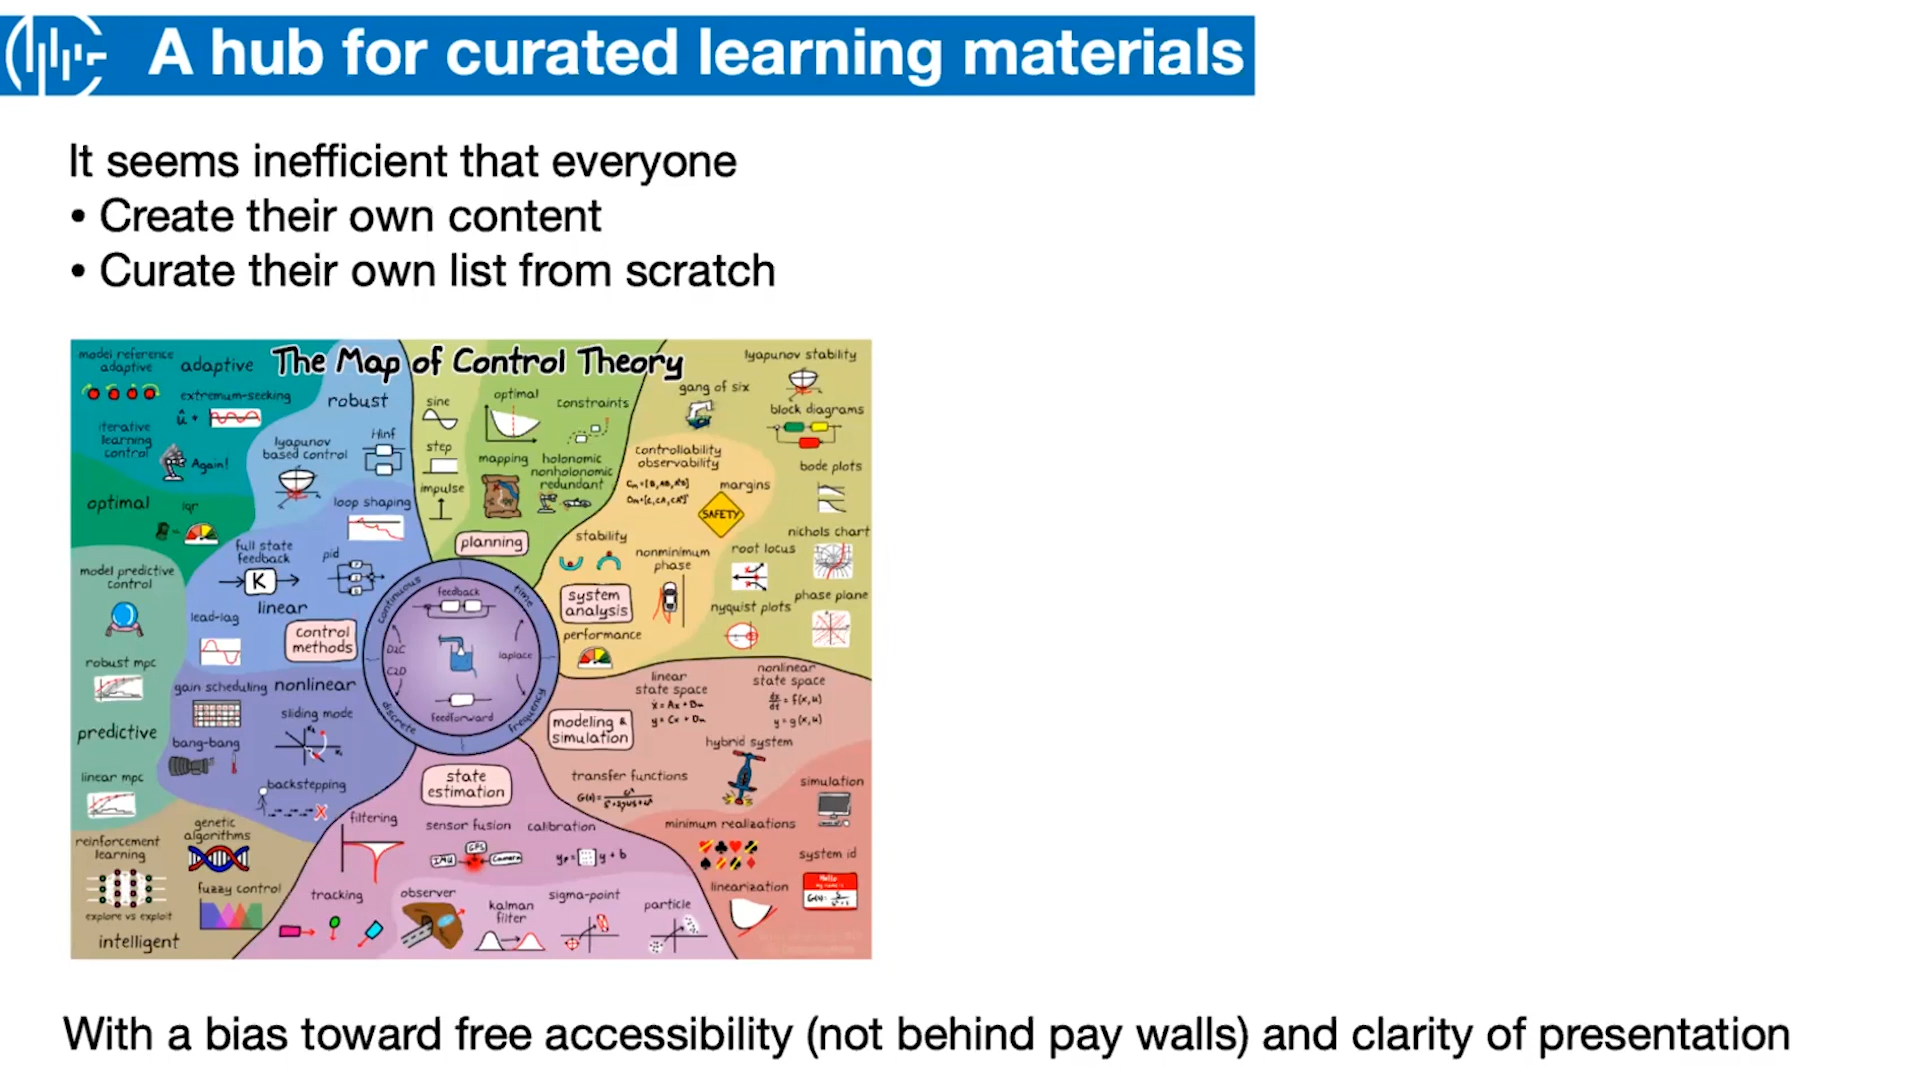 A hub for curated learning materials
It seems inefficient that everyone
• Create their own content
• Curate their own list from scratch
The Map of Control Theory
model reference
adaptive
adaptive
extremum-seeking
û +
iterative
learning
control
Again!
robust
lyapunov
based control
Hinf
loop shaping
optimal
lqr
full state
feedback
K
pid
linear
lead-lag
control
methods
model predictive
control
robust mpc
predictive
linear mpc
gain scheduling
nonlinear
sliding mode
bang-bang
backstepping
reinforcement
learning
explore vs exploit
genetic
algorithms
fuzzy control
intelligent
sine
step
impulse
optimal
constraints
mapping
holonomic
nonholonomic
redundant
planning
continuous
time
feedback
D2C
C2D
laplace
feedforward
discrete
frequency
gang of six
lyapunov stability
block diagrams
controllability
observability
margins
SAFETY
bode plots
nichols chart
stability
nonminimum
phase
root locus
phase plane
nyquist plots
system
analysis
performance
linear
state space
ẋ = Ax + Bu
y = Cx + Du
nonlinear
state space
dx/dt = f(x,u)
y = g(x,u)
modeling &
simulation
hybrid system
transfer functions
simulation
minimum realizations
system id
Hello
linearization
state
estimation
filtering
sensor fusion
IMU
GPS
Camera
calibration
tracking
observer
kalman
filter
sigma-point
particle
With a bias toward free accessibility (not behind pay walls) and clarity of presentation